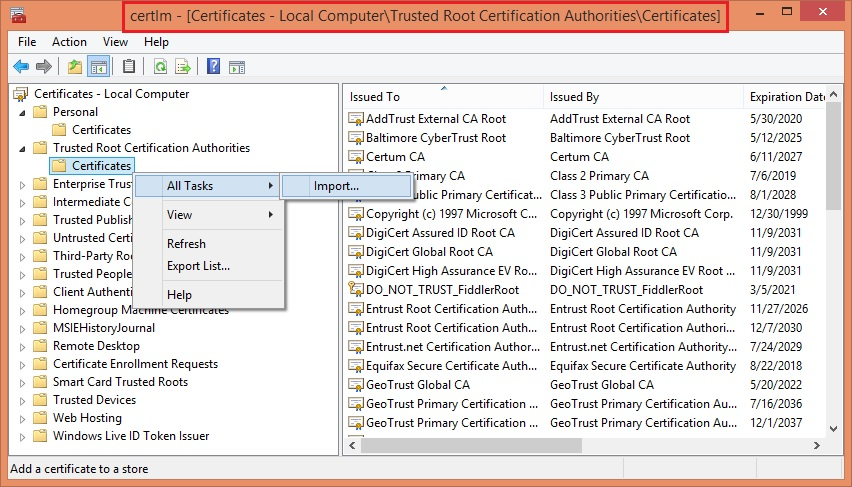 certlm - [Certificates - Local Computer\Trusted Root Certification Authorities\Certificates]
File Action View Help
Certificates - Local Computer
Personal
Certificates
Trusted Root Certification Authorities
Certificates
Enterprise Trus
Intermediate C
Trusted Publish
Untrusted Certi
Third-Party Roo
Trusted People
Client Authenti
Homegroup Machine Certificates
MSIEHistoryJournal
Remote Desktop
Certificate Enrollment Requests
Smart Card Trusted Roots
Trusted Devices
Web Hosting
Windows Live ID Token Issuer
All Tasks
View
Refresh
Export List...
Help
Import...
Issued To Issued By Expiration Date
AddTrust External CA Root AddTrust External CA Root 5/30/2020
Baltimore CyberTrust Root Baltimore CyberTrust Root 5/12/2025
Certum CA Certum CA 6/11/2027
Class 2 Primary CA 7/6/2019
Public Primary Certificat... Class 3 Public Primary Certificatio... 8/1/2028
Copyright (c) 1997 Microsoft C... Copyright (c) 1997 Microsoft Corp. 12/30/1999
DigiCert Assured ID Root CA DigiCert Assured ID Root CA 11/9/2031
DigiCert Global Root CA DigiCert Global Root CA 11/9/2031
DigiCert High Assurance EV Ro... DigiCert High Assurance EV Root ... 11/9/2031
DO_NOT_TRUST_FiddlerRoot DO_NOT_TRUST_FiddlerRoot 3/5/2021
Entrust Root Certification Auth... Entrust Root Certification Authority 11/27/2026
Entrust Root Certification Auth... Entrust Root Certification Authori... 12/7/2030
Entrust.net Certification Author... Entrust.net Certification Authority... 7/24/2029
Equifax Secure Certificate Auth... Equifax Secure Certificate Authority 8/22/2018
GeoTrust Global CA GeoTrust Global CA 5/20/2022
GeoTrust Primary Certification ... GeoTrust Primary Certification Au... 7/16/2036
GeoTrust Primary Certification ... GeoTrust Primary Certification Au... 12/1/2037
Add a certificate to a store